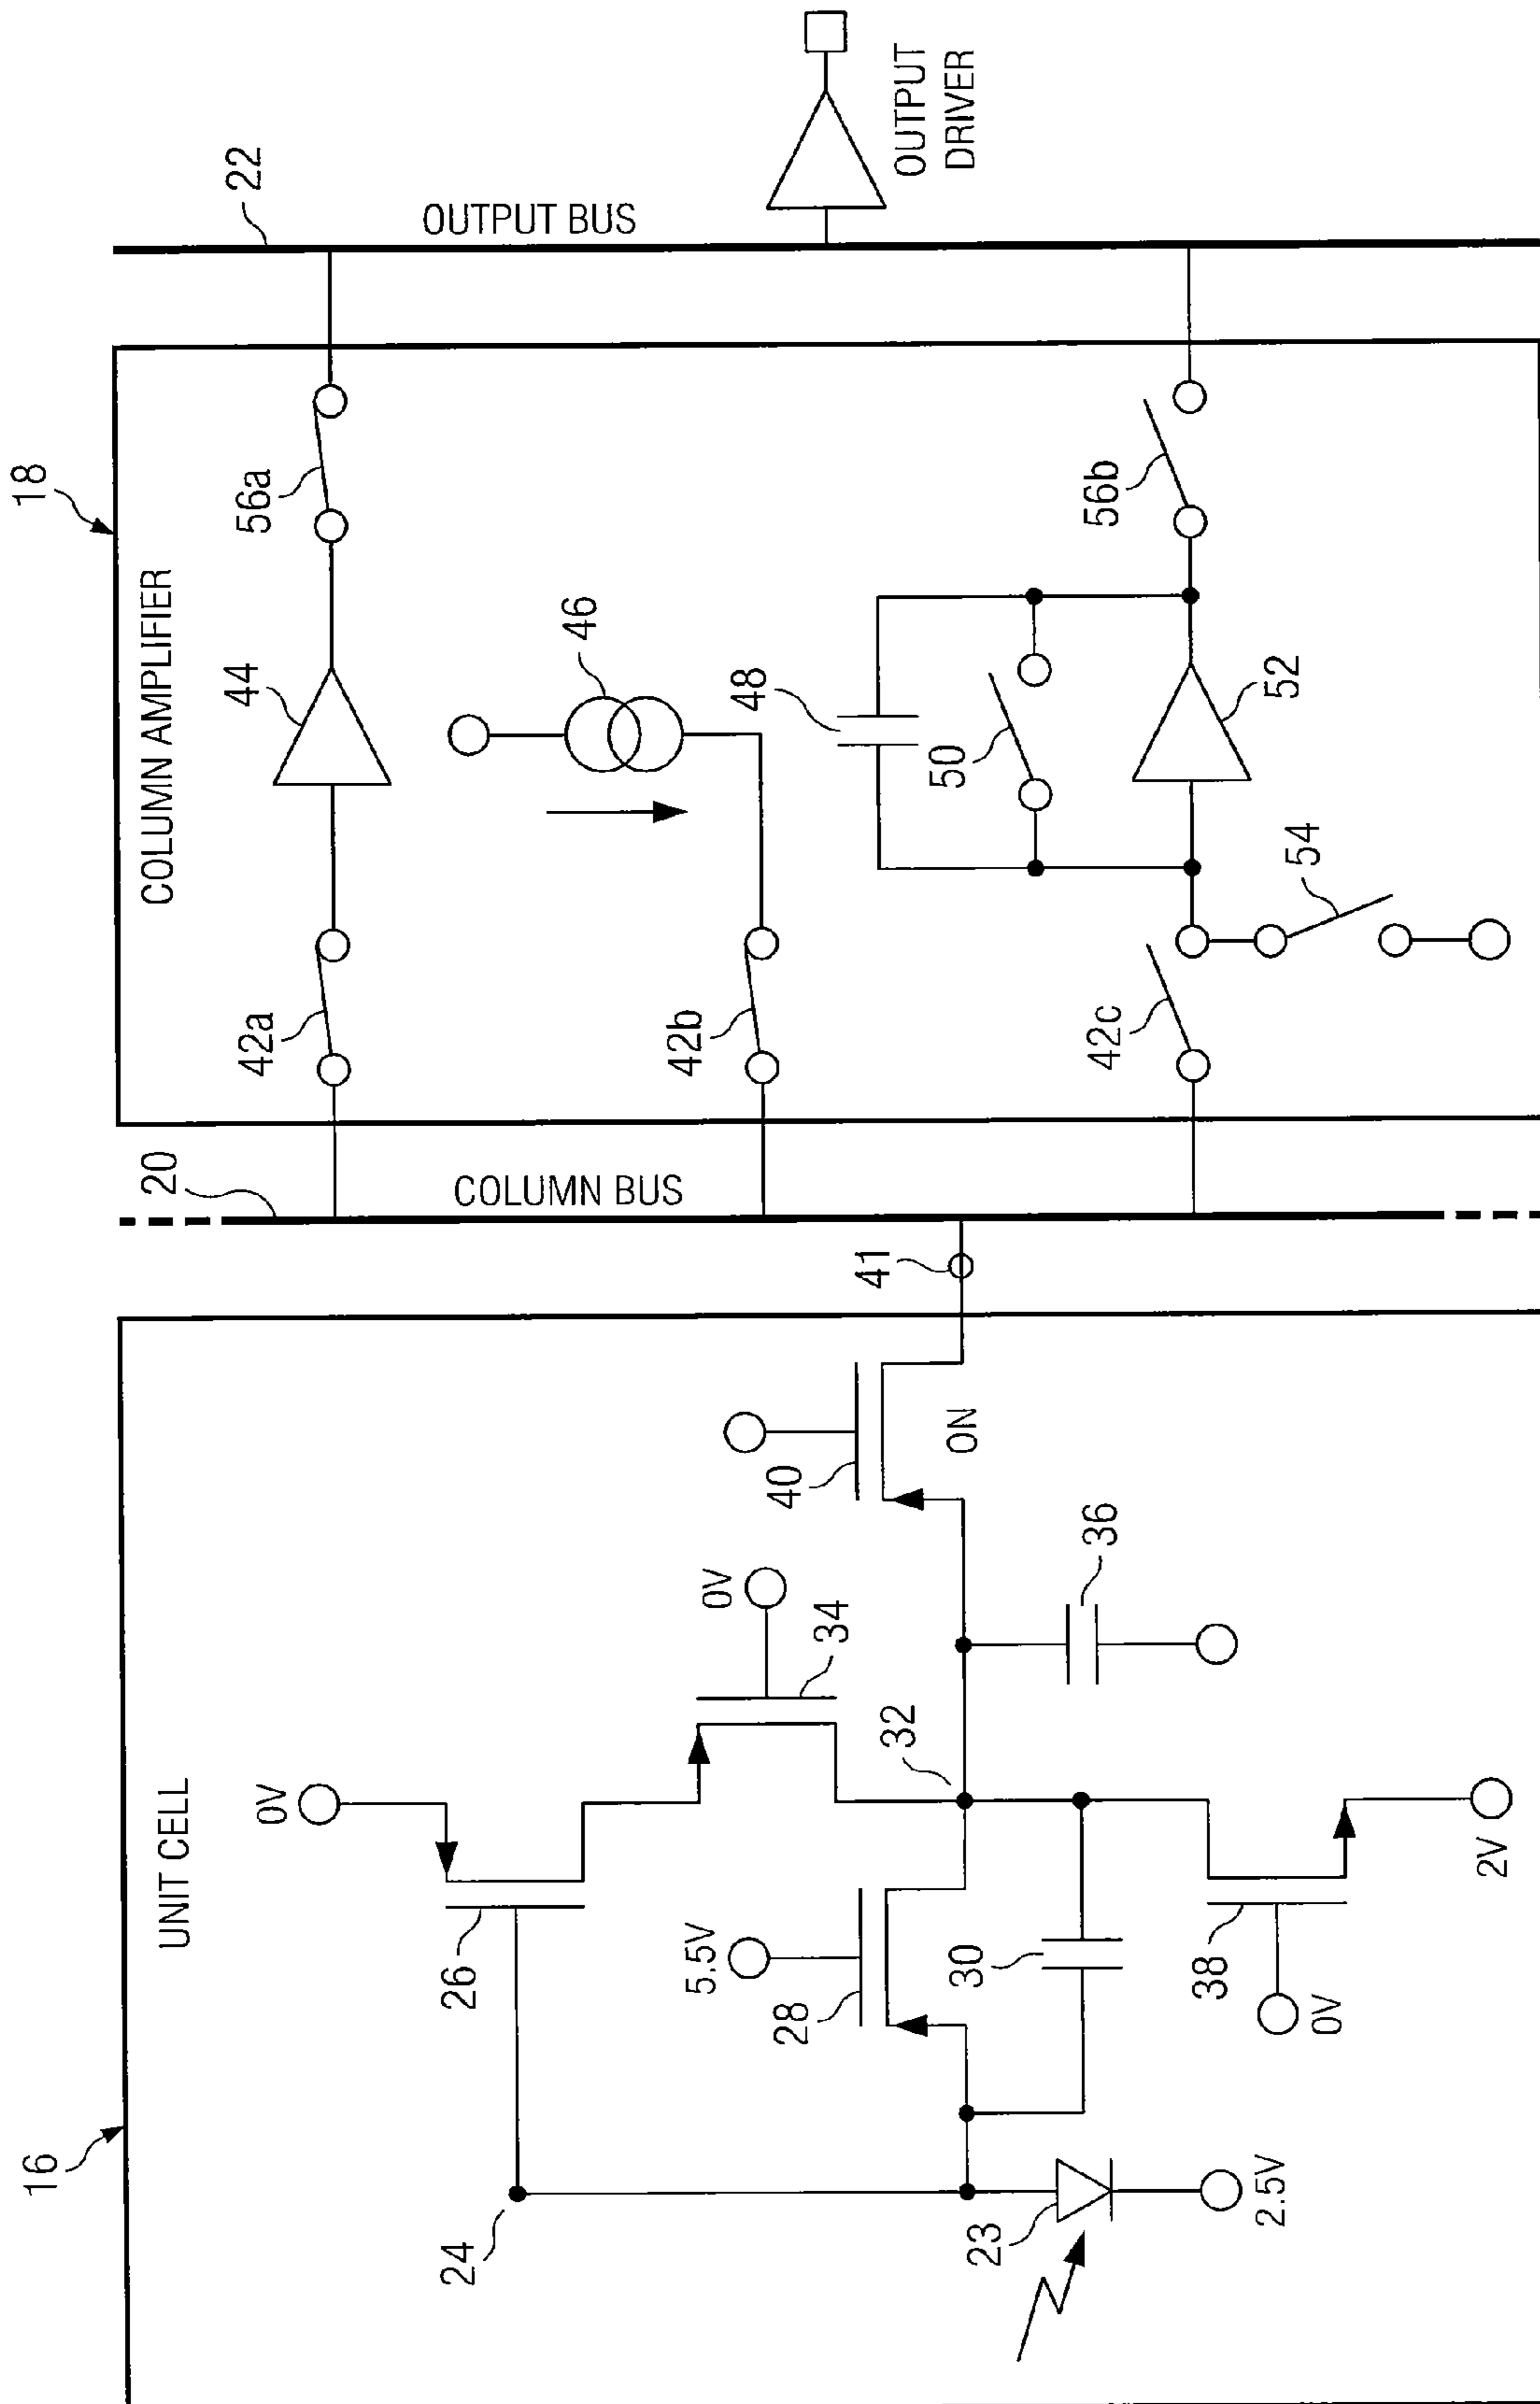 16
UNIT CELL
0V
26
24
5.5V
28
0V
34
32
40
ON
36
30
23
2.5V
38
0V
2V
20
COLUMN BUS
41
18
COLUMN AMPLIFIER
42a
44
56a
46
42b
48
50
52
42c
54
56b
22
OUTPUT BUS
OUTPUT
DRIVER